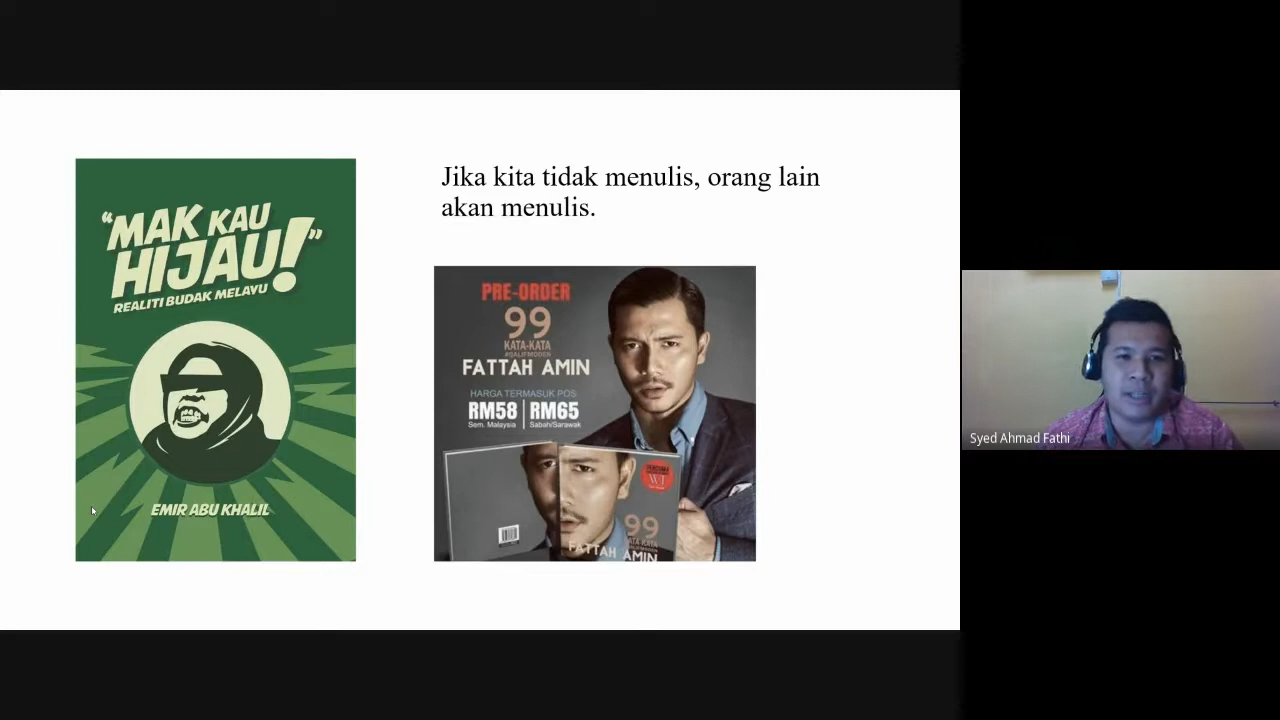 Jika kita tidak menulis, orang lain
akan menulis.
“MAK KAU
HIJAU!”
REALITI BUDAK MELAYU
EMIR ABU KHALIL
PRE-ORDER
99
KATA-KATA
#QALIFMODEN
FATTAH AMIN
HARGA TERMASUK POS
RM58 RM65
Sem. Malaysia Sabah/Sarawak
99
FATTAH AMIN
Syed Ahmad Fathi